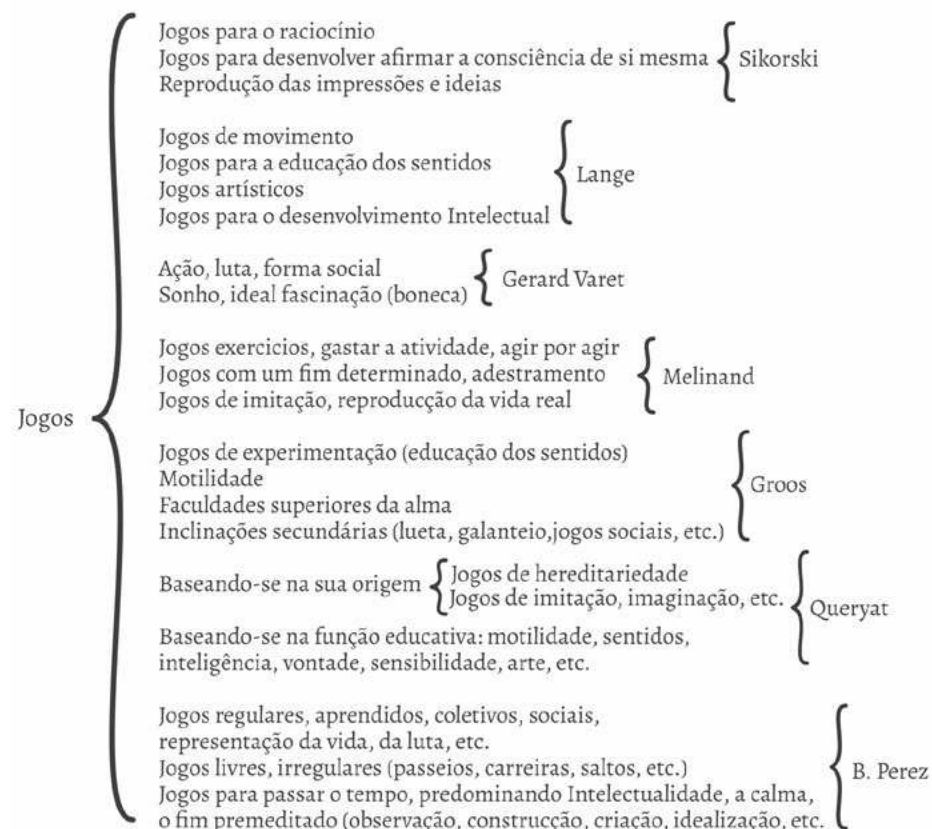 Jogos
Jogos para o raciocínio
Jogos para desenvolver afirmar a consciência de si mesma
Reprodução das impressões e ideias
Sikorski
Jogos de movimento
Jogos para a educação dos sentidos
Jogos artísticos
Jogos para o desenvolvimento Intelectual
Lange
Ação, luta, forma social
Sonho, ideal fascinação (boneca)
Gerard Varet
Jogos exercicios, gastar a atividade, agir por agir
Jogos com um fim determinado, adestramento
Jogos de imitação, reproducção da vida real
Melinand
Jogos de experimentação (educação dos sentidos)
Motilidade
Faculdades superiores da alma
Inclinações secundárias (lueta, galanteio,jogos sociais, etc.)
Groos
Baseando-se na sua origem
Jogos de hereditariedade
Jogos de imitação, imaginação, etc.
Baseando-se na função educativa: motilidade, sentidos,
inteligência, vontade, sensibilidade, arte, etc.
Queryat
Jogos regulares, aprendidos, coletivos, sociais,
representação da vida, da luta, etc.
Jogos livres, irregulares (passeios, carreiras, saltos, etc.)
Jogos para passar o tempo, predominando Intelectualidade, a calma,
o fim premeditado (observação, construcção, criação, idealização, etc.
B. Perez